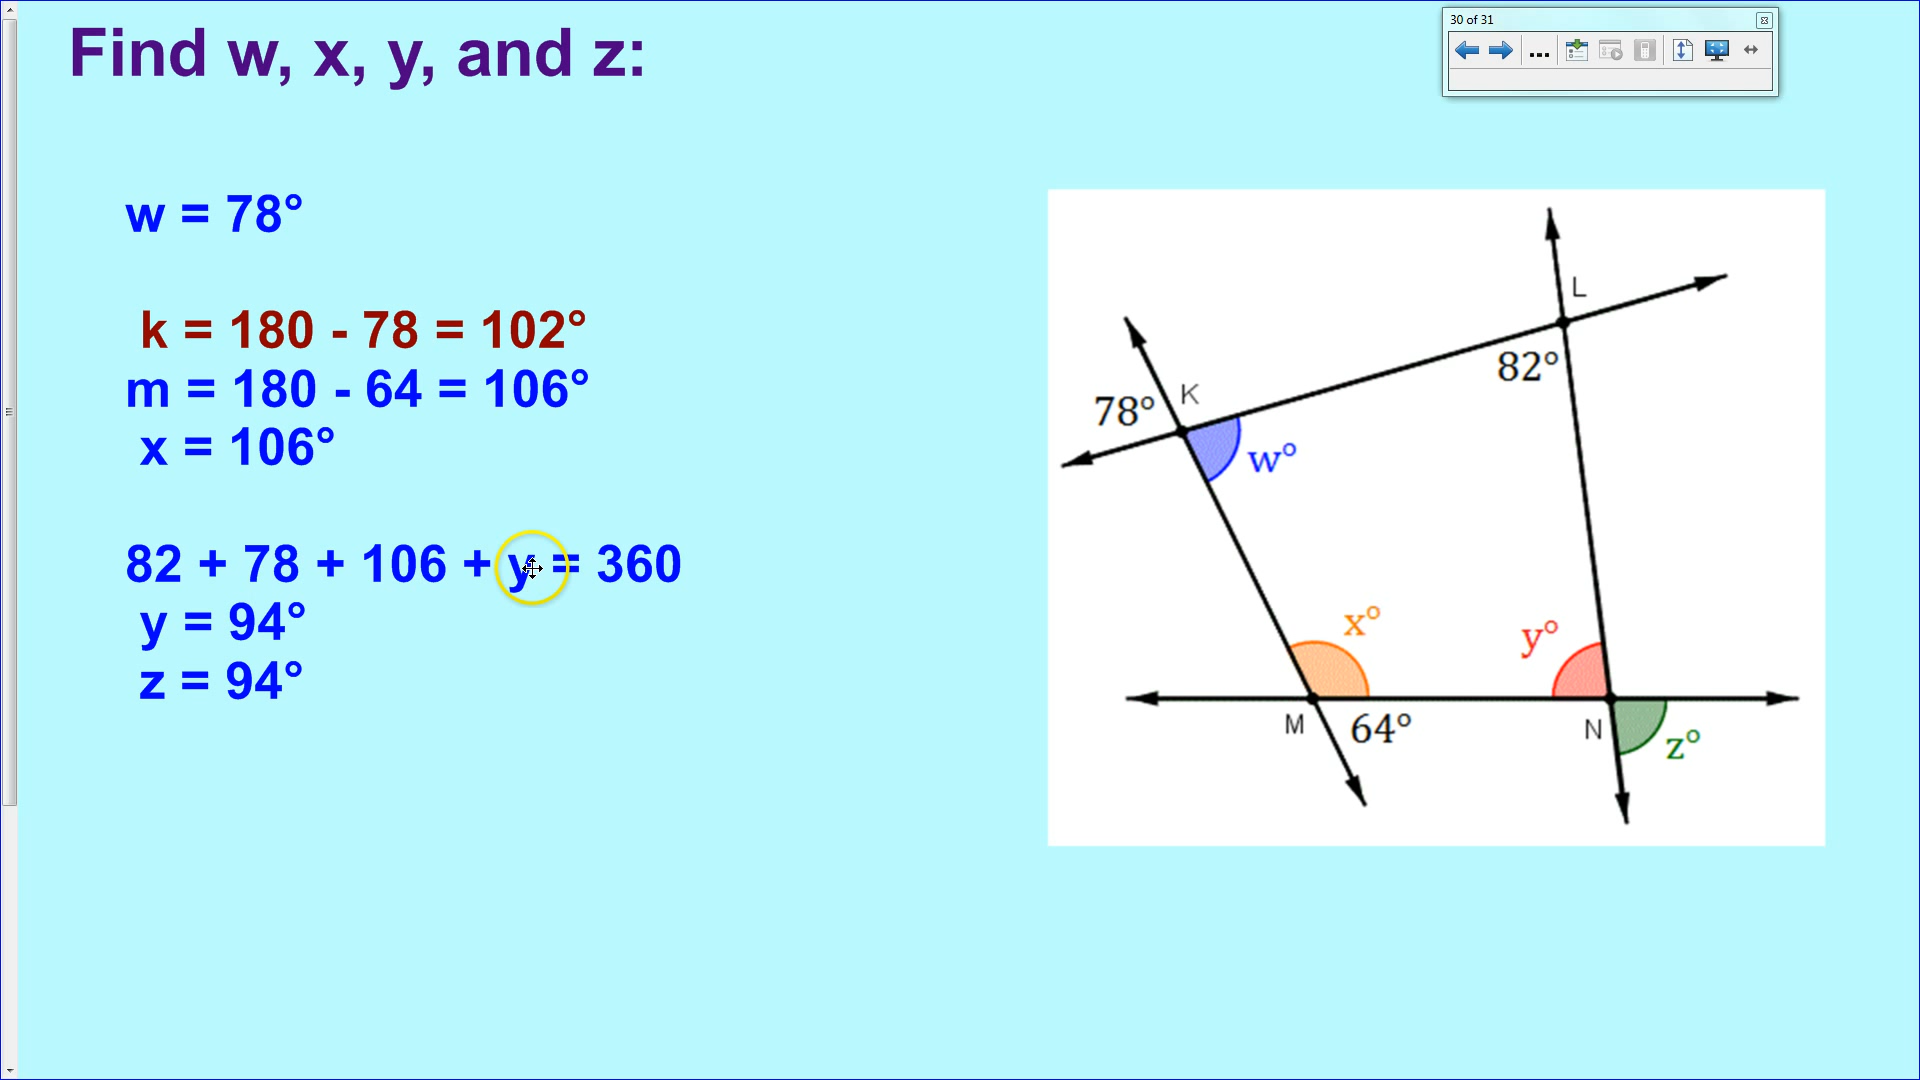 Find w, x, y, and z:
30 of 31
w = 78°
k = 180 - 78 = 102°
m = 180 - 64 = 106°
x = 106°
82 + 78 + 106 + y = 360
y = 94°
z = 94°
L
82°
K
78°
w°
x°
y°
M
64°
N
z°